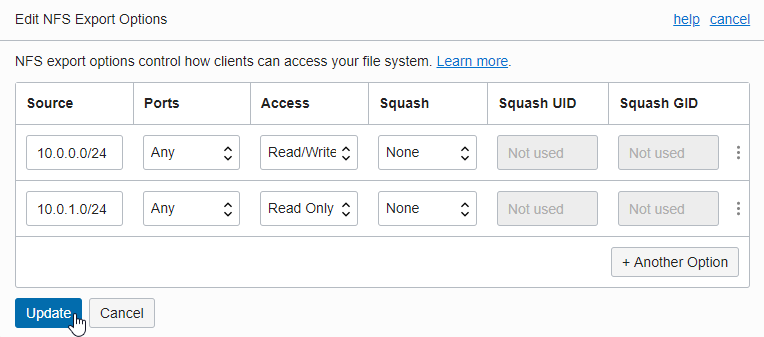 Edit NFS Export Options help cancel
NFS export options control how clients can access your file system. Learn more.
Source Ports Access Squash Squash UID Squash GID
10.0.0.0/24 Any Read/Write None Not used Not used
10.0.1.0/24 Any Read Only None Not used Not used
+ Another Option
Update Cancel